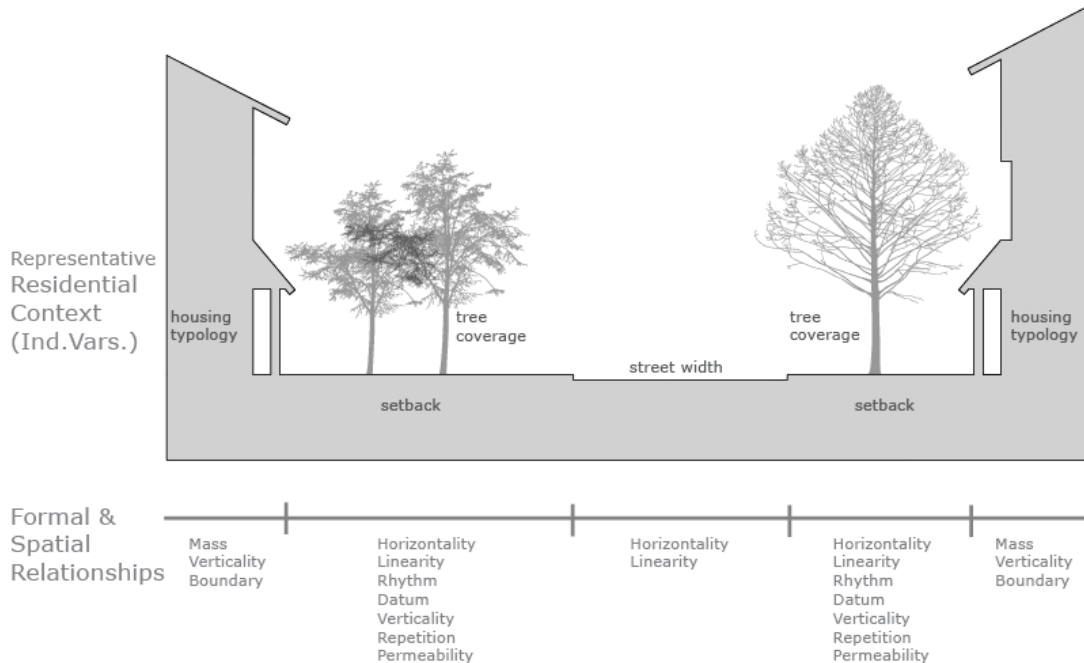 Representative
Residential
Context
(Ind.Vars.)
housing
typology
tree
coverage
street width
tree
coverage
housing
typology
setback
setback
Formal &
Spatial
Relationships
Mass
Verticality
Boundary
Horizontality
Linearity
Rhythm
Datum
Verticality
Repetition
Permeability
Horizontality
Linearity
Horizontality
Linearity
Rhythm
Datum
Verticality
Repetition
Permeability
Mass
Verticality
Boundary